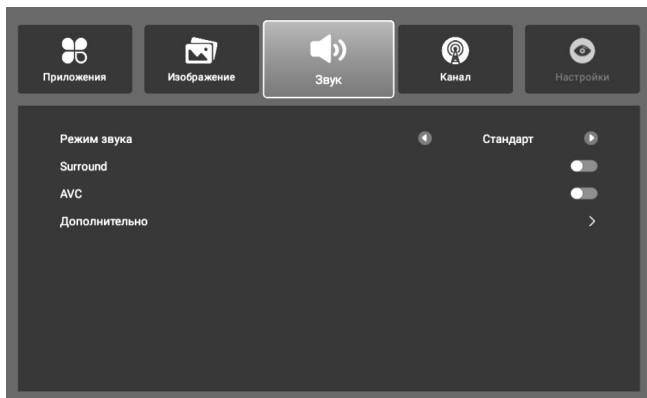 Приложения
Изображение
Звук
Канал
Настройки
Режим звука
Стандарт
Surround
AVC
Дополнительно